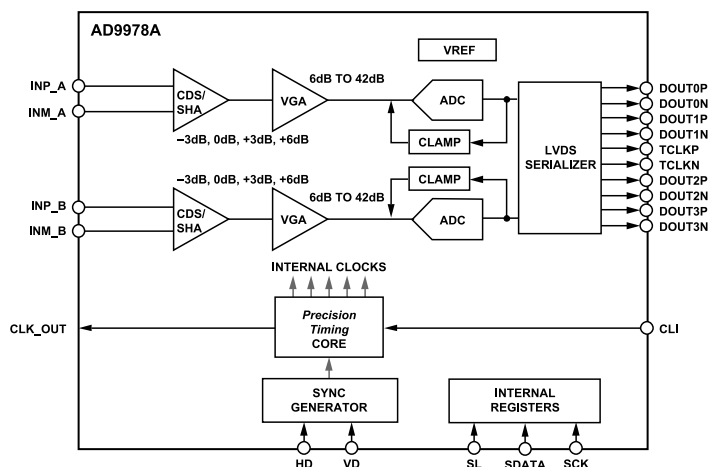 AD9978A
VREF
INP_A
INM_A
CDS/
SHA
VGA
6dB TO 42dB
ADC
CLAMP
–3dB, 0dB, +3dB, +6dB
LVDS
SERIALIZER
DOUT0P
DOUT0N
DOUT1P
DOUT1N
TCLKP
TCLKN
DOUT2P
DOUT2N
DOUT3P
DOUT3N
–3dB, 0dB, +3dB, +6dB
INP_B
INM_B
CDS/
SHA
VGA
6dB TO 42dB
CLAMP
ADC
INTERNAL CLOCKS
CLK_OUT
Precision
Timing
CORE
CLI
SYNC
GENERATOR
INTERNAL
REGISTERS
HD
VD
SL
SDATA
SCK